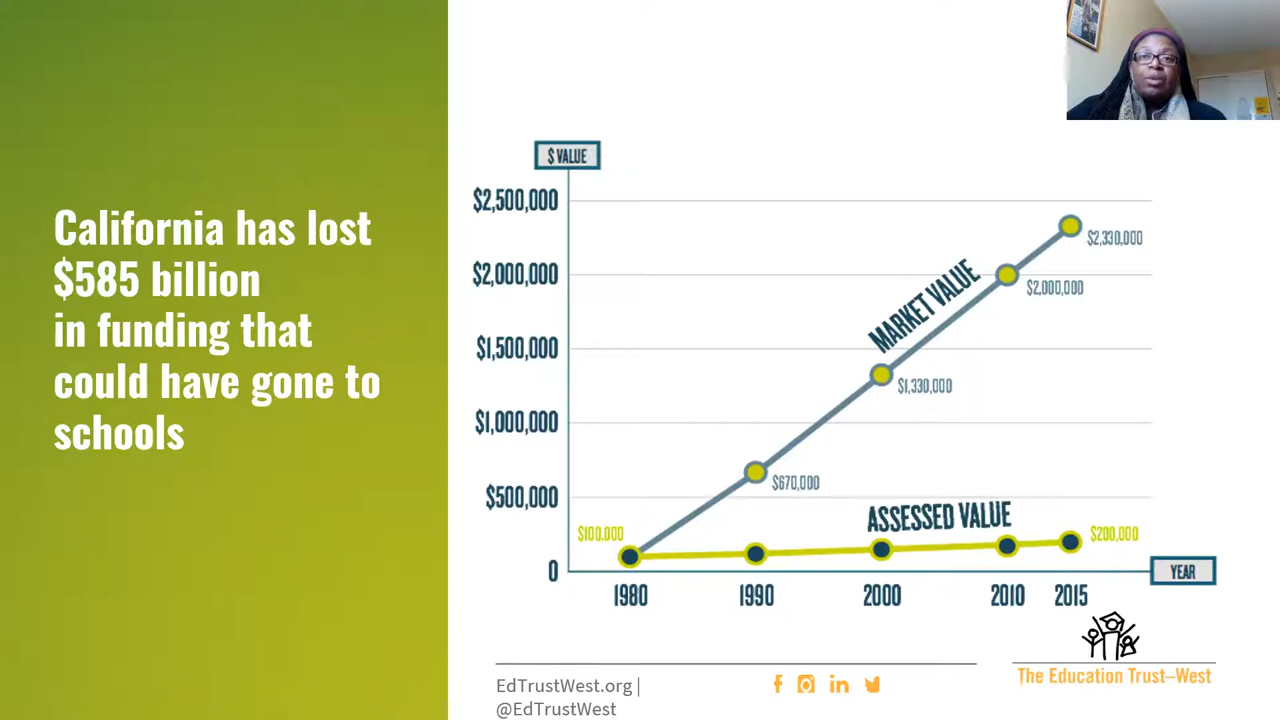 California has lost
$585 billion
in funding that
could have gone to
schools
$ VALUE
$2,500,000
$2,000,000
$1,500,000
$1,000,000
$500,000
0
$100,000
$670,000
$1,330,000
$2,000,000
$2,330,000
MARKET VALUE
ASSESSED VALUE
$200,000
1980
1990
2000
2010
2015
YEAR
EdTrustWest.org |
@EdTrustWest
The Education Trust–West